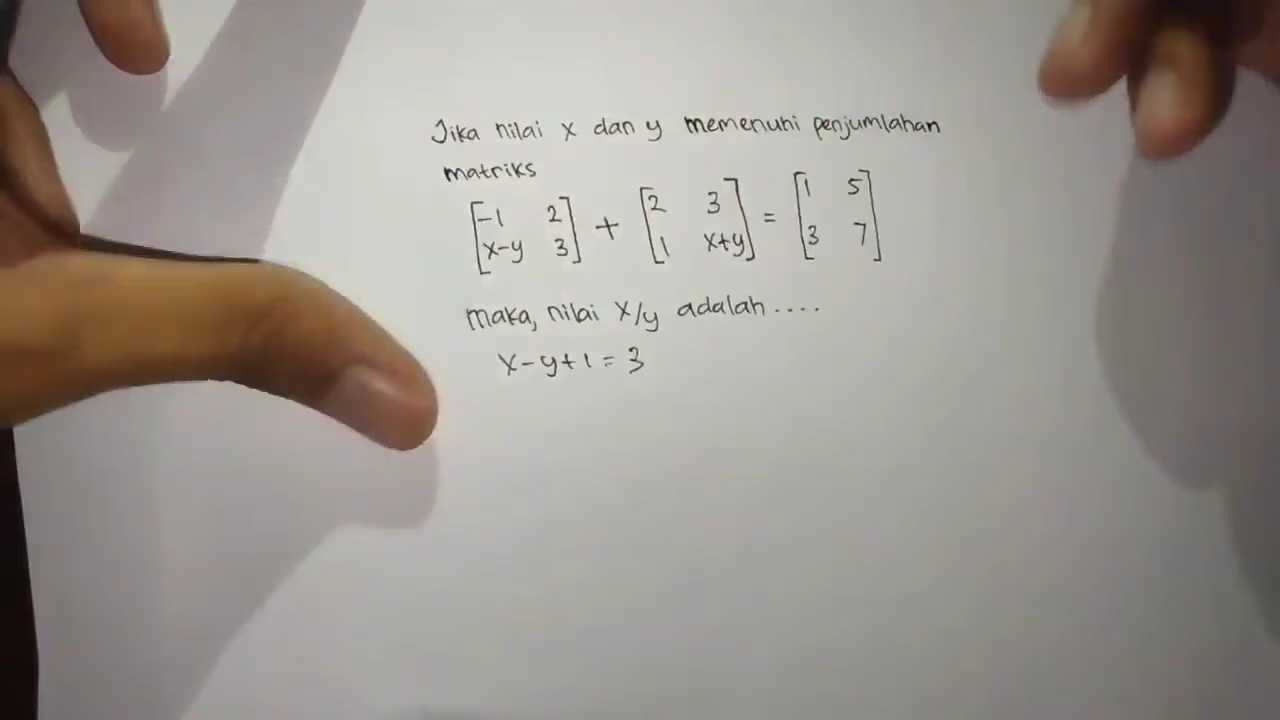 Jika nilai x dan y memenuhi penjumlahan
matriks
[-1 2] + [2 3] = [1 5]
[x-y 3] [1 x+y] [3 7]
maka, nilai x/y adalah ....
x-y+1 = 3